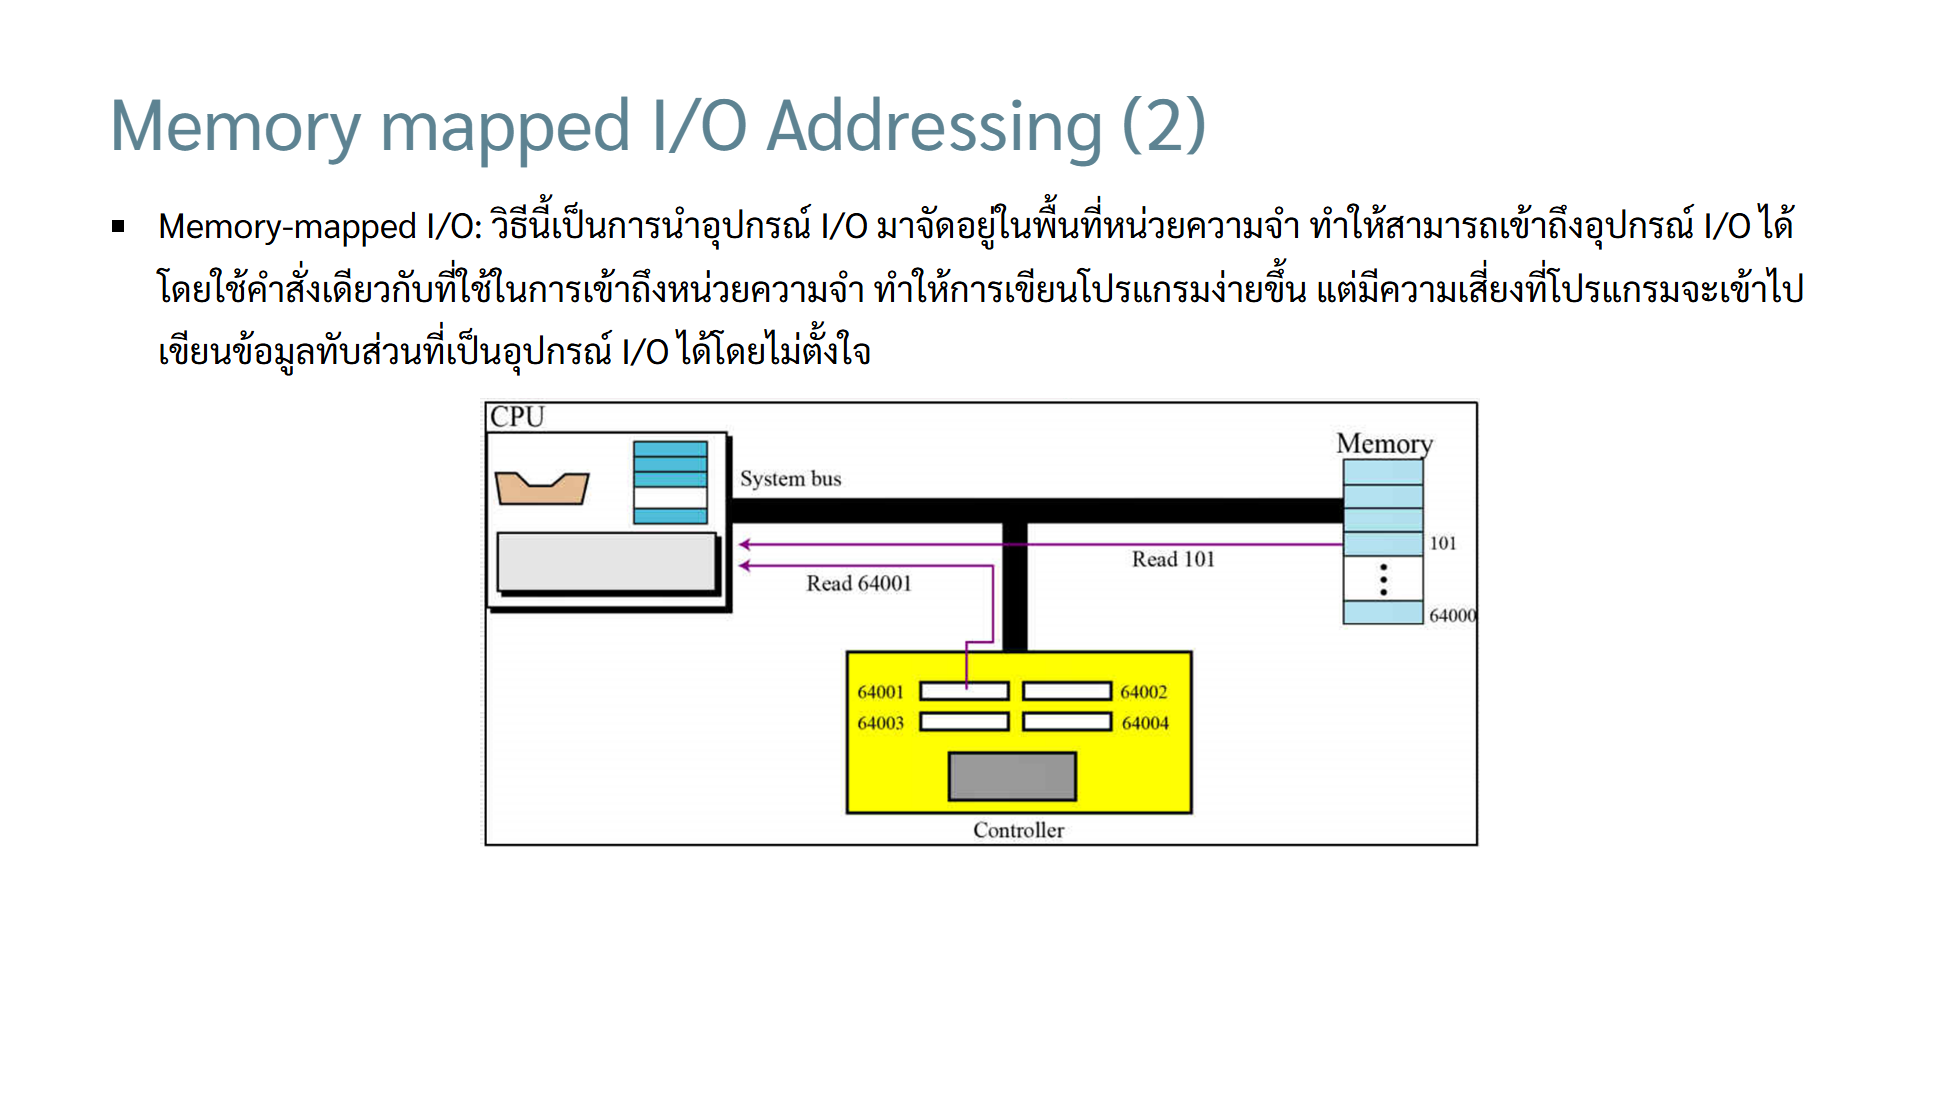 Memory mapped I/O Addressing (2)
▪ Memory-mapped I/O: วิธีนี้เป็นการนำอุปกรณ์ I/O มาจัดอยู่ในพื้นที่หน่วยความจำ ทำให้สามารถเข้าถึงอุปกรณ์ I/O ได้
โดยใช้คำสั่งเดียวกับที่ใช้ในการเข้าถึงหน่วยความจำ ทำให้การเขียนโปรแกรมง่ายขึ้น แต่มีความเสี่ยงที่โปรแกรมจะเข้าไป
เขียนข้อมูลทับส่วนที่เป็นอุปกรณ์ I/O ได้โดยไม่ตั้งใจ
CPU
Memory
System bus
101
Read 101
Read 64001
64000
64001 64002
64003 64004
Controller